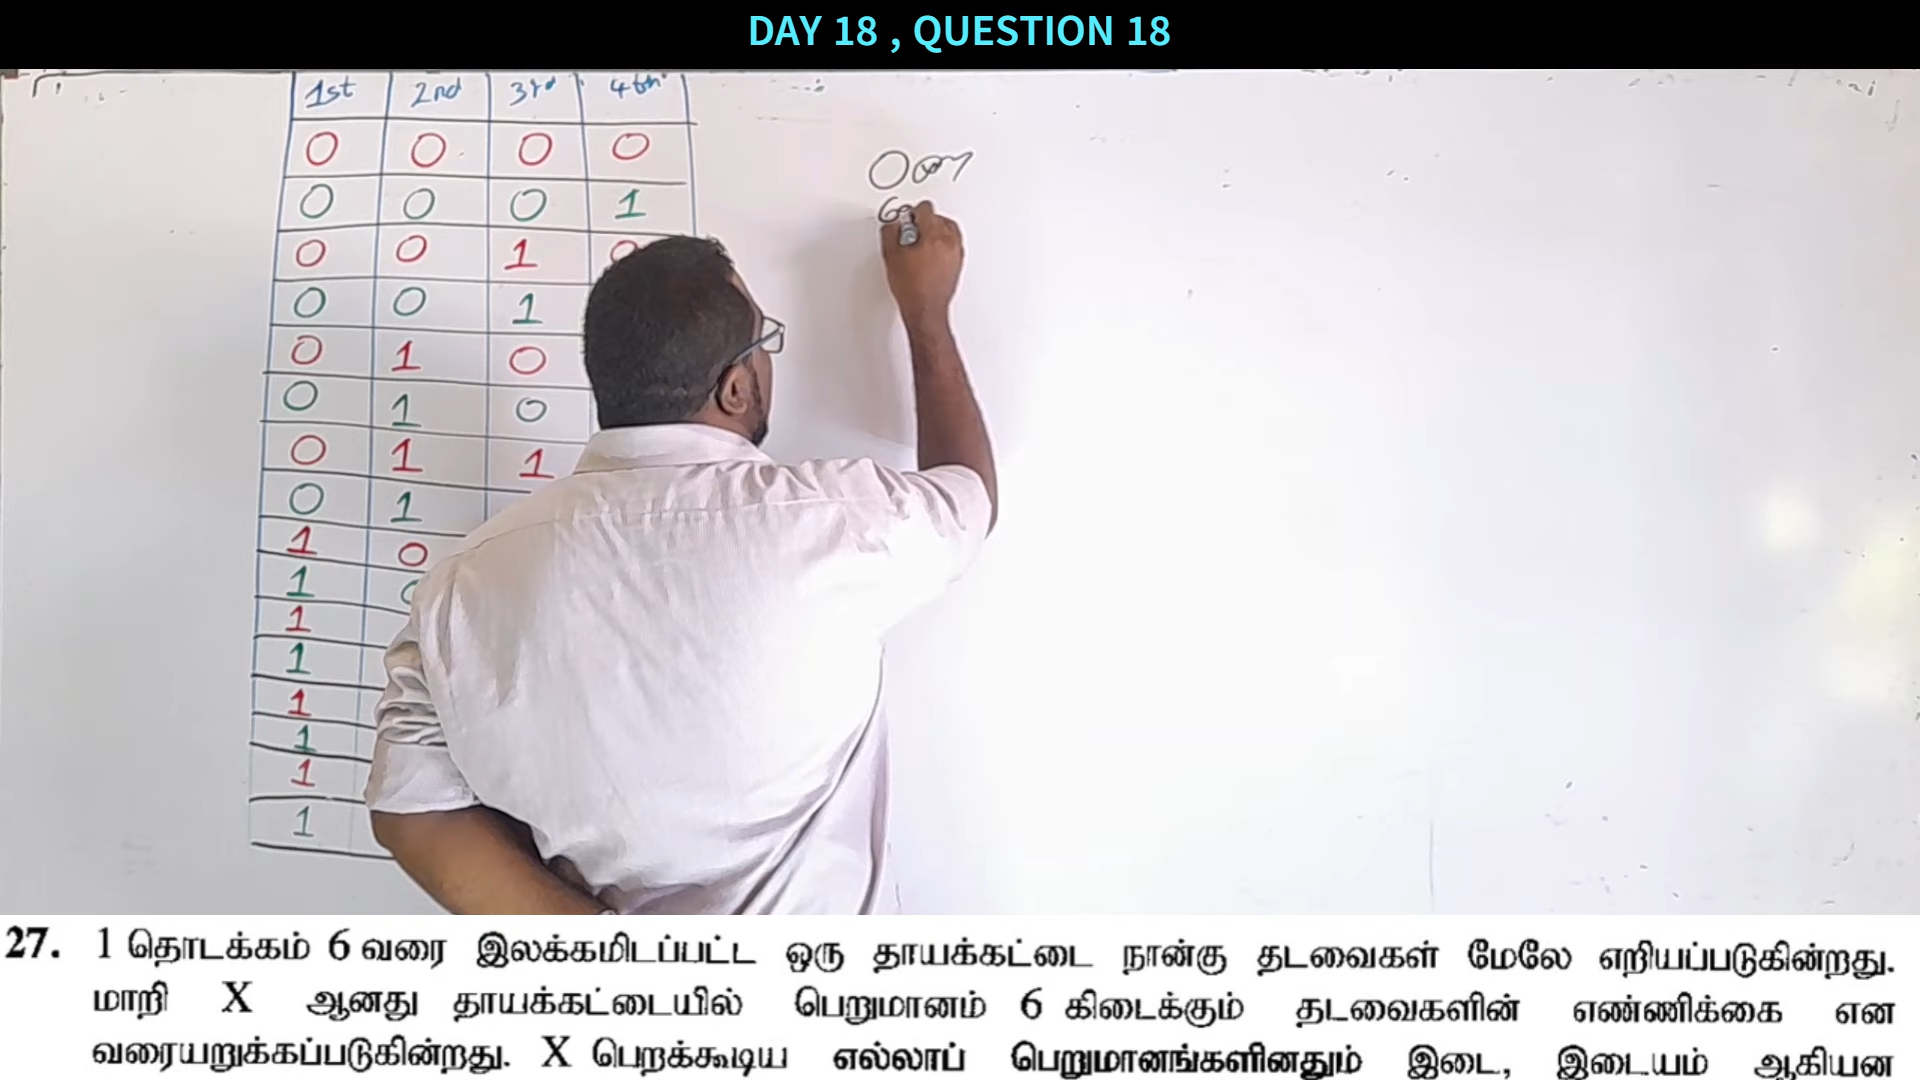 DAY 18 , QUESTION 18
1st 2nd 3rd 4th
0 0 0 0
0 0 0 1
0 0 1 0
0 0 1
0 1 0
0 1 0
0 1 1
0 1
1 0
1
1
1
1
1
1
1
27. 1 தொடக்கம் 6 வரை இலக்கமிடப்பட்ட ஒரு தாயக்கட்டை நான்கு தடவைகள் மேலே எறியப்படுகின்றது.
மாறி X ஆனது தாயக்கட்டையில் பெறுமானம் 6 கிடைக்கும் தடவைகளின் எண்ணிக்கை என
வரையறுக்கப்படுகின்றது. X பெறக்கூடிய எல்லாப் பெறுமானங்களினதும் இடை, இடையம் ஆகியன